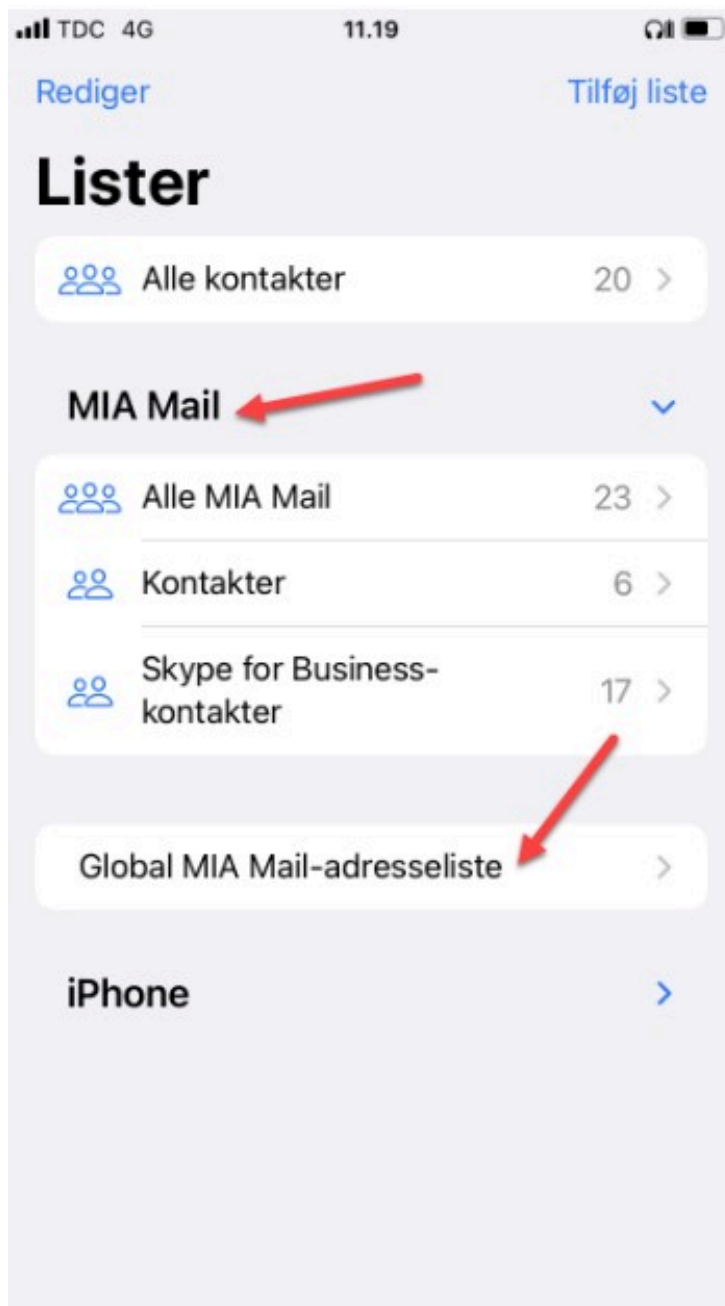 TDC 4G 11.19
Rediger Tilføj liste
Lister
Alle kontakter 20
MIA Mail
Alle MIA Mail 23
Kontakter 6
Skype for Business-
kontakter 17
Global MIA Mail-adresseliste
iPhone